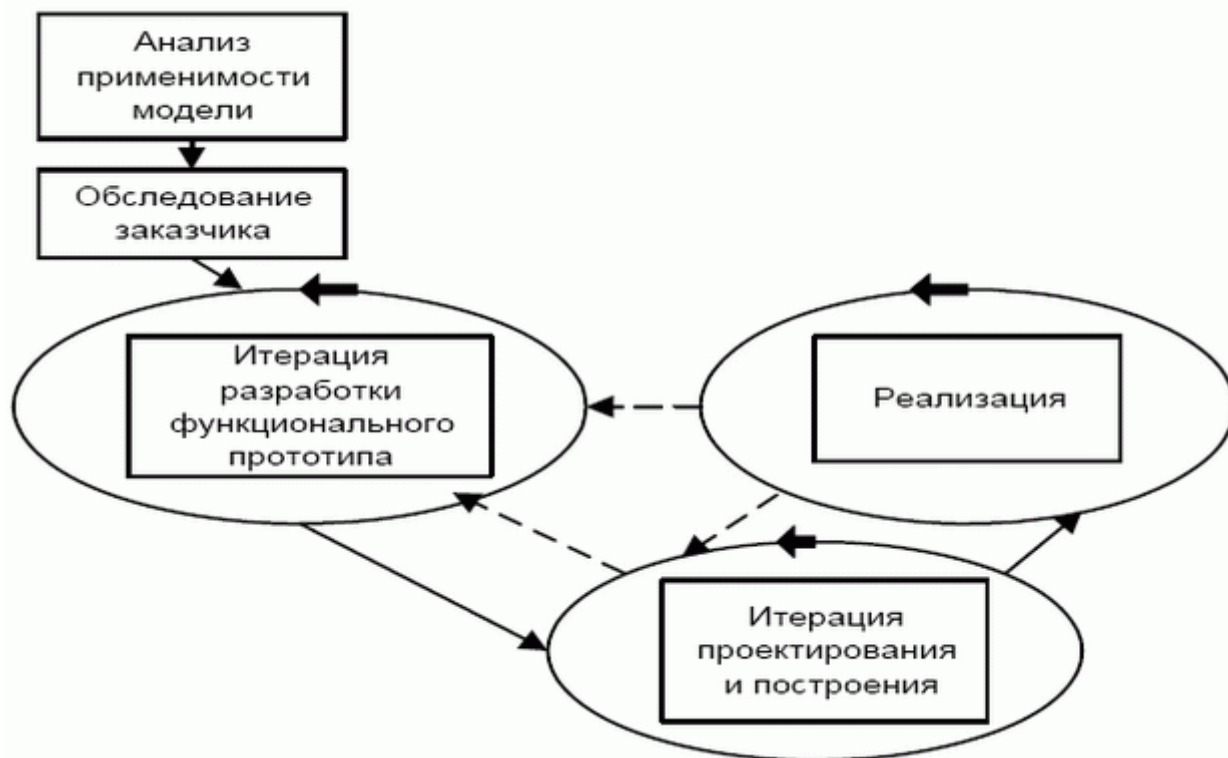 Анализ
применимости
модели
Обследование
заказчика
Итерация
разработки
функционального
прототипа
Реализация
Итерация
проектирования
и построения